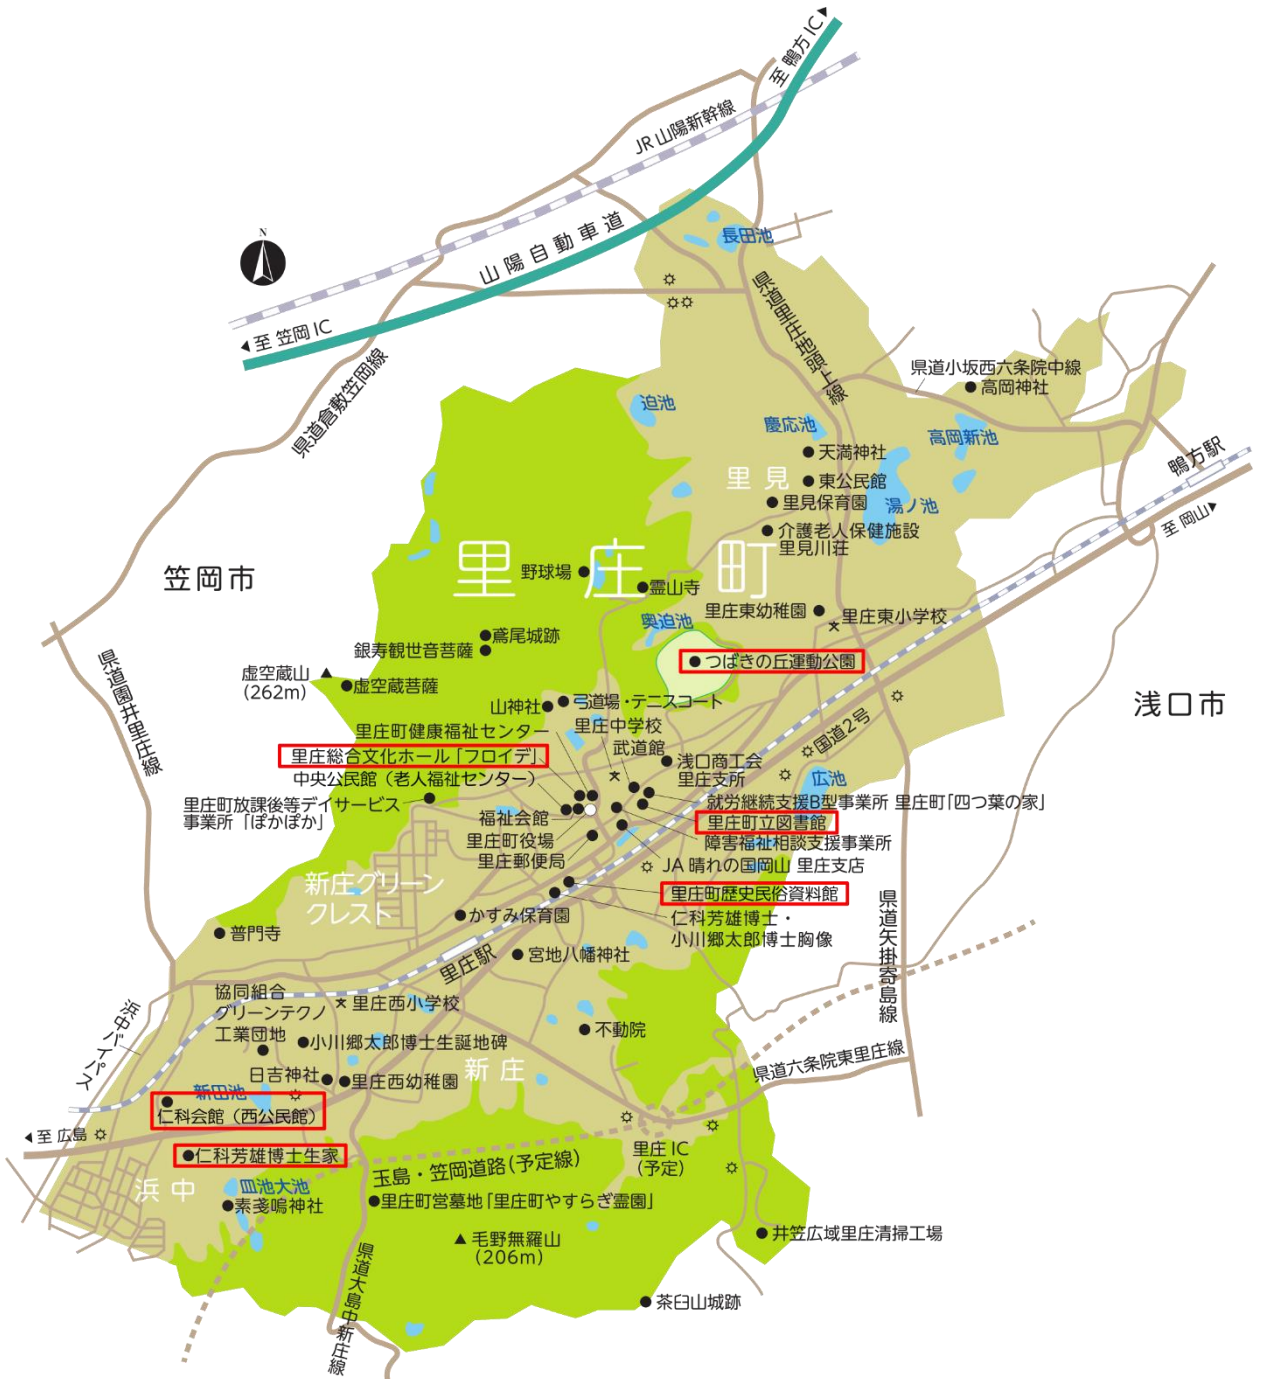 至 鴨方 IC
JR 山陽新幹線
N
山陽自動車道
長田池
至 笠岡 IC
県道里庄地頭上線
県道倉敷笠岡線
県道小坂西六条院中線
高岡神社
迫池
慶応池
高岡新池
天満神社
鴨方駅
里見
東公民館
里見保育園
湯ノ池
至 岡山
介護老人保健施設
里見川荘
里庄町
笠岡市
野球場
霊山寺
里庄東幼稚園
里庄東小学校
奥迫池
鳶尾城跡
銀寿観世音菩薩
つばきの丘運動公園
県道園井里庄線
虚空蔵山
(262m)
虚空蔵菩薩
浅口市
山神社
弓道場・テニスコート
里庄町健康福祉センター
里庄中学校
国道2号
武道館
里庄総合文化ホール「フロイデ」
浅口商工会
里庄支所
中央公民館（老人福祉センター）
広池
里庄町放課後等デイサービス
事業所「ぽかぽか」
就労継続支援B型事業所 里庄町「四つ葉の家」
福祉会館
里庄町立図書館
里庄町役場
障害福祉相談支援事業所
里庄郵便局
JA 晴れの国岡山 里庄支店
新庄グリーン
クレスト
里庄町歴史民俗資料館
かすみ保育園
仁科芳雄博士・
小川郷太郎博士胸像
県道矢掛寄島線
普門寺
里庄駅
宮地八幡神社
協同組合
グリーンテクノ
工業団地
里庄西小学校
浜中バイパス
不動院
小川郷太郎博士生誕地碑
県道六条院東里庄線
日吉神社
里庄西幼稚園
新庄
新田池
仁科会館（西公民館）
至 広島
里庄 IC
(予定)
仁科芳雄博士生家
玉島・笠岡道路(予定線)
浜中
皿池大池
素戔嗚神社
里庄町営墓地「里庄町やすらぎ霊園」
毛野無羅山
(206m)
井笠広域里庄清掃工場
県道大島中新庄線
茶臼山城跡